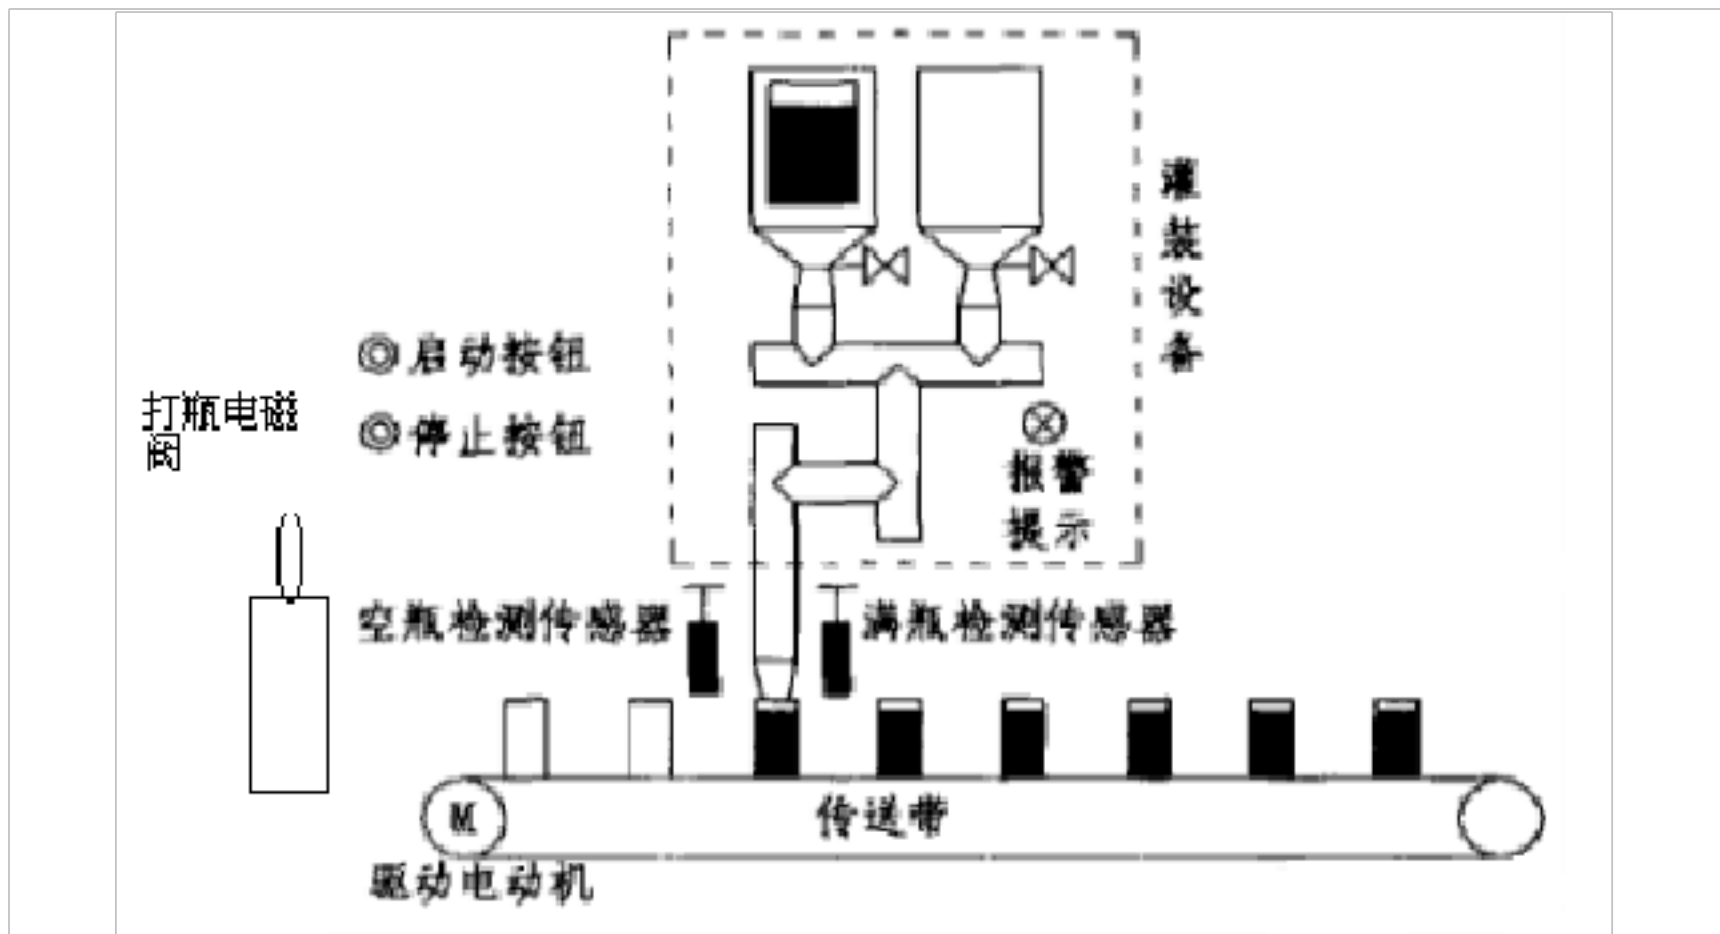 灌
装
设
备
启动按钮
打瓶电磁
阀
停止按钮
报警
提示
空瓶检测传感器
满瓶检测传感器
M
传送带
驱动电动机